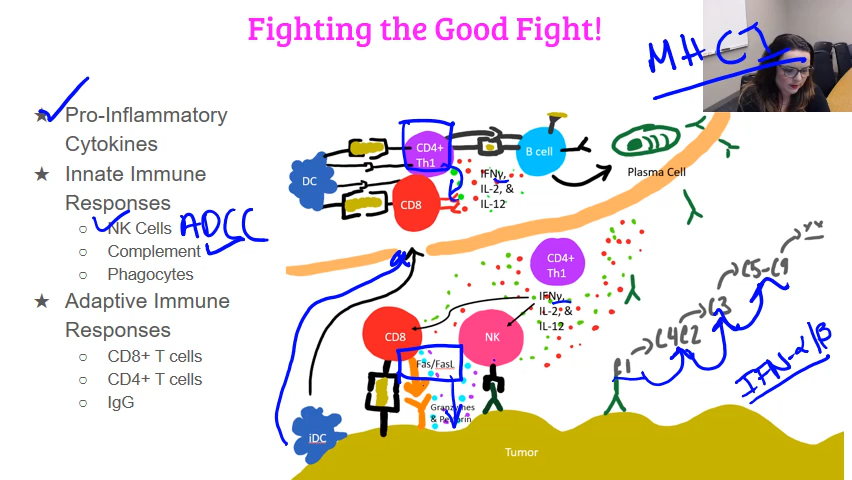 Fighting the Good Fight!
MHC I
★ Pro-Inflammatory
Cytokines
★ Innate Immune
Responses
○ NK Cells ADCC
○ Complement
○ Phagocytes
★ Adaptive Immune
Responses
○ CD8+ T cells
○ CD4+ T cells
○ IgG
DC
CD4+
Th1
CD8
IFNγ,
IL-2, &
IL-12
B cell
Plasma Cell
CD4+
Th1
IFNγ,
IL-2, &
IL-12
CD8
NK
Fas/FasL
Granzymes
& Perforin
iDC
Tumor
C1
C4
C2
C3
C5-C9
IFN-α/β